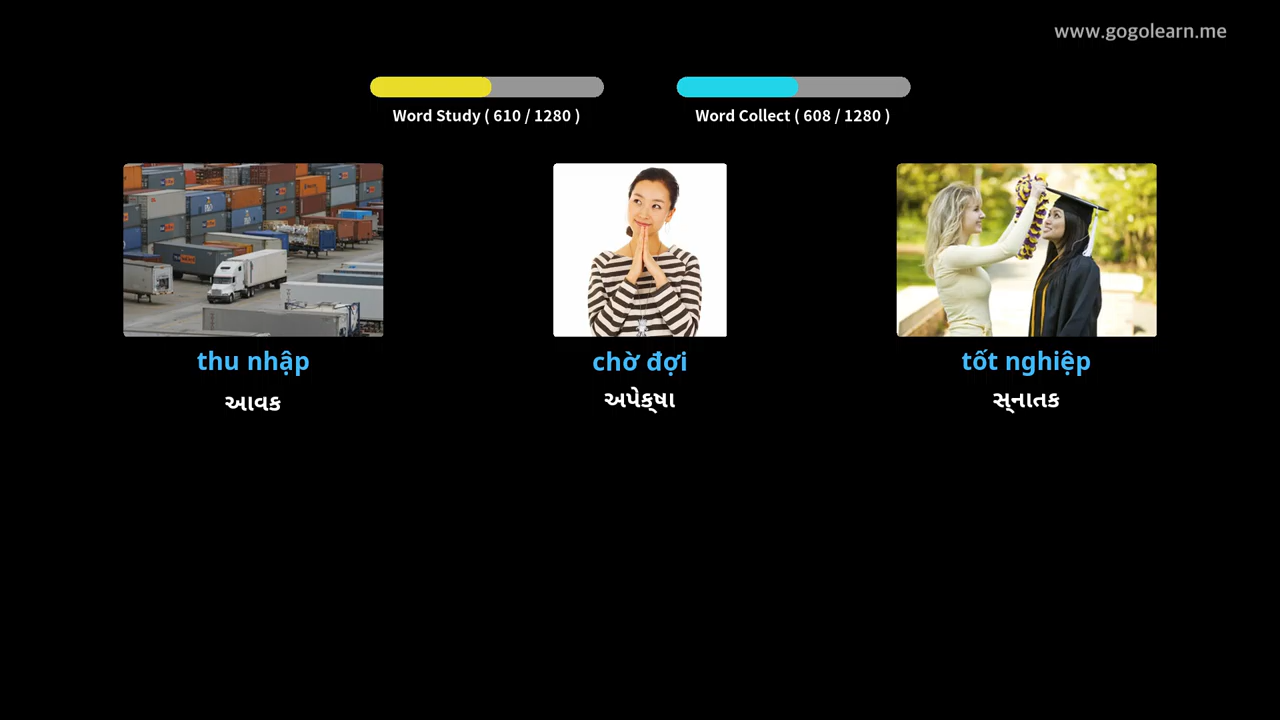 www.gogolearn.me
Word Study ( 610 / 1280 )
Word Collect ( 608 / 1280 )
thu nhập
chờ đợi
tốt nghiệp
આવક
અપેક્ષા
સ્નાતક